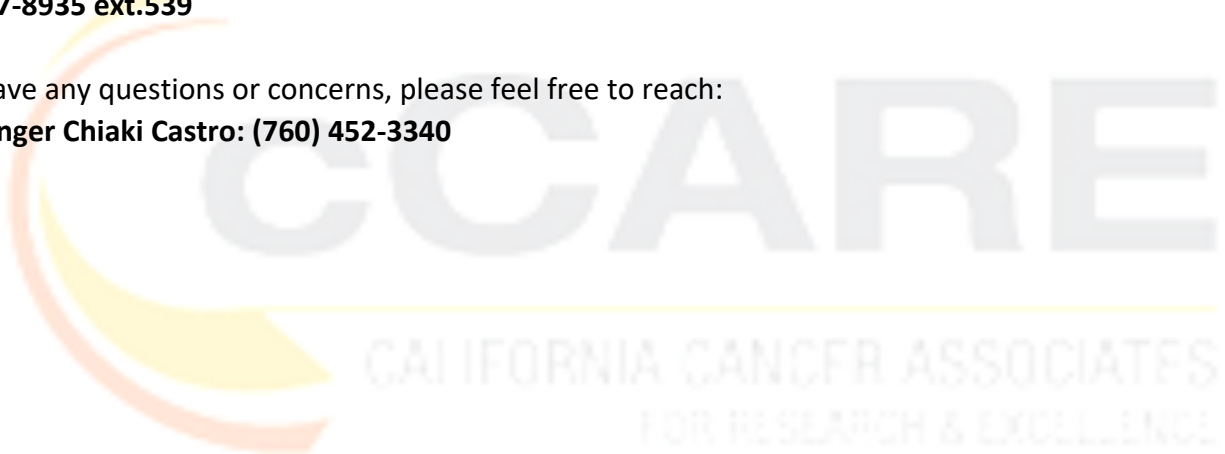 7-8935 ext.539
ave any questions or concerns, please feel free to reach:
nger Chiaki Castro: (760) 452-3340
cCARE
CALIFORNIA CANCER ASSOCIATES
FOR RESEARCH & EXCELLENCE